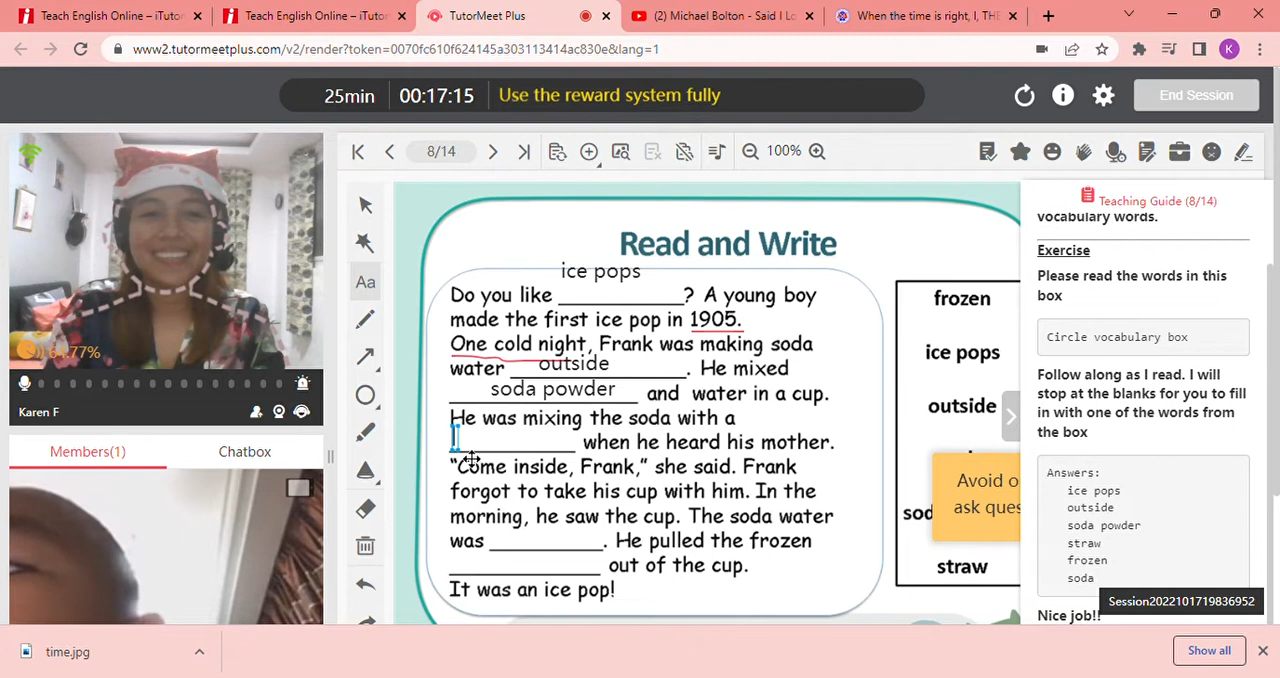 Teach English Online – iTutor
Teach English Online – iTutor
TutorMeet Plus
(2) Michael Bolton - Said I Lo
When the time is right, I, THE
www2.tutormeetplus.com/v2/render?token=0070fc610f624145a303113414ac830e&lang=1
K
25min
00:17:15
Use the reward system fully
End Session
8/14
100%
64.77%
Karen F
Members(1)
Chatbox
Aa
Read and Write
ice pops
Do you like ____________? A young boy
made the first ice pop in 1905.
One cold night, Frank was making soda
outside
water ____________. He mixed
soda powder
____________ and water in a cup.
He was mixing the soda with a
____________ when he heard his mother.
“Come inside, Frank,” she said. Frank
forgot to take his cup with him. In the
morning, he saw the cup. The soda water
was ____________. He pulled the frozen
____________ out of the cup.
It was an ice pop!
frozen
ice pops
outside
straw
Avoid
ask
Teaching Guide (8/14)
vocabulary words.
Exercise
Please read the words in this
box
Circle vocabulary box
Follow along as I read. I will
stop at the blanks for you to fill
in with one of the words from
the box
Answers:
ice pops
outside
soda powder
straw
frozen
soda
Session2022101719836952
Nice job!!
time.jpg
Show all